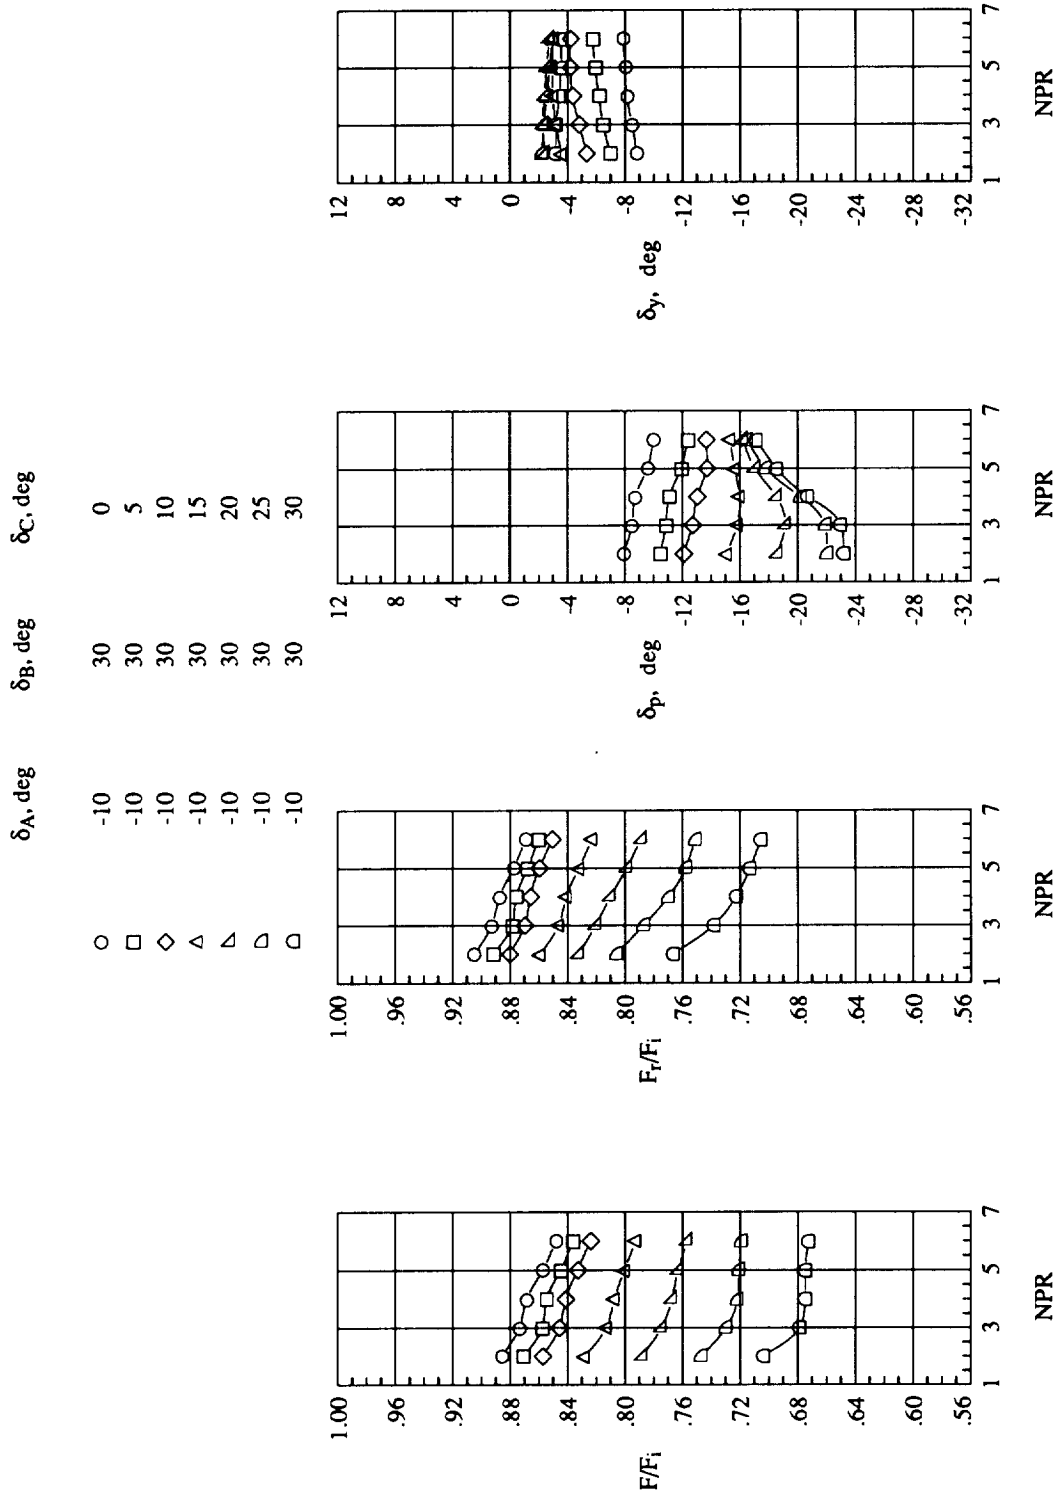 δA, deg δB, deg δC, deg
-10 30 0
-10 30 5
-10 30 10
-10 30 15
-10 30 20
-10 30 25
-10 30 30
1.00
.96
.92
.88
.84
.80
.76
.72
.68
.64
.60
.56
F/Fi
1 3 5 7
NPR
1.00
.96
.92
.88
.84
.80
.76
.72
.68
.64
.60
.56
Fr/Fi
1 3 5 7
NPR
12
8
4
0
-4
-8
-12
-16
-20
-24
-28
-32
δp, deg
1 3 5 7
NPR
12
8
4
0
-4
-8
-12
-16
-20
-24
-28
-32
δy, deg
1 3 5 7
NPR